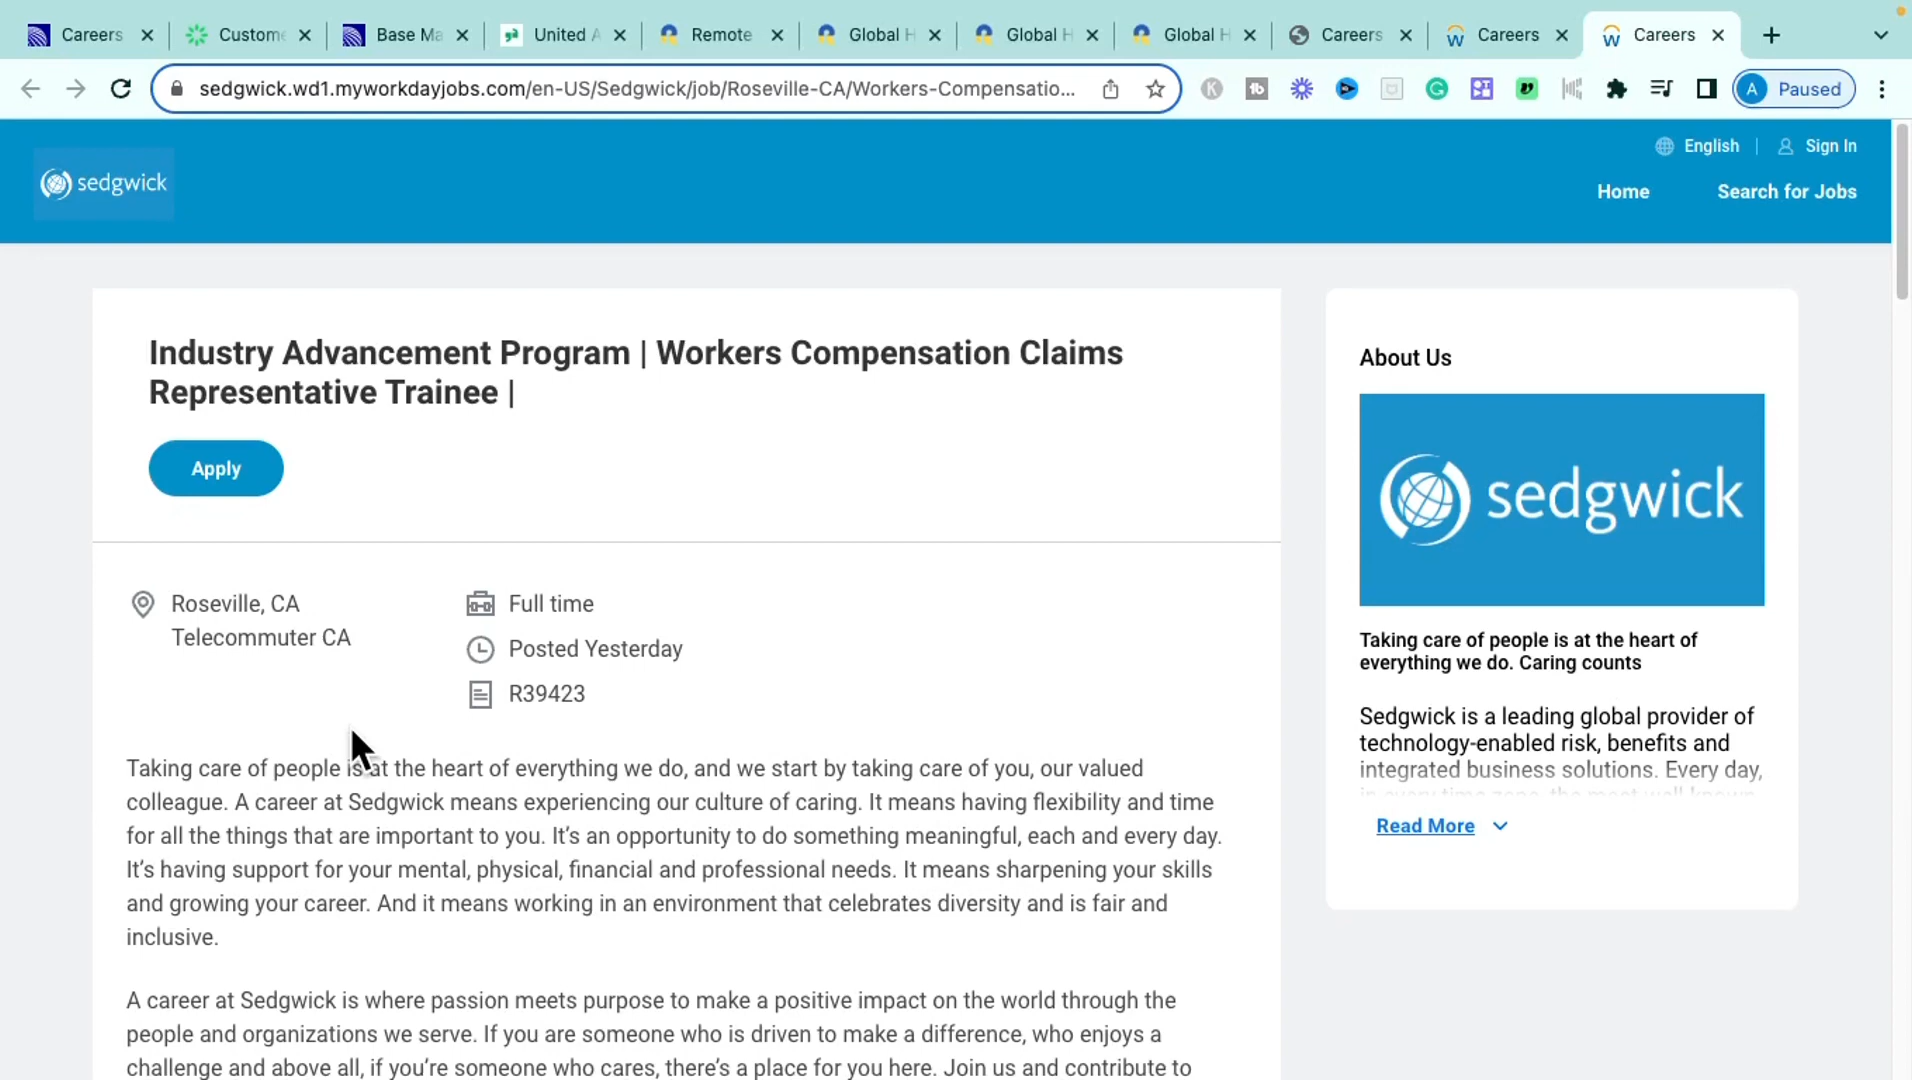 Careers
Custome
Base Ma
United A
Remote
Global H
Global H
Global H
Careers
Careers
Careers
sedgwick.wd1.myworkdayjobs.com/en-US/Sedgwick/job/Roseville-CA/Workers-Compensatio...
A Paused
English | Sign In
sedgwick
Home Search for Jobs
Industry Advancement Program | Workers Compensation Claims
Representative Trainee |
Apply
Roseville, CA
Telecommuter CA
Full time
Posted Yesterday
R39423
Taking care of people is at the heart of everything we do, and we start by taking care of you, our valued
colleague. A career at Sedgwick means experiencing our culture of caring. It means having flexibility and time
for all the things that are important to you. It’s an opportunity to do something meaningful, each and every day.
It’s having support for your mental, physical, financial and professional needs. It means sharpening your skills
and growing your career. And it means working in an environment that celebrates diversity and is fair and
inclusive.
A career at Sedgwick is where passion meets purpose to make a positive impact on the world through the
people and organizations we serve. If you are someone who is driven to make a difference, who enjoys a
challenge and above all, if you’re someone who cares, there’s a place for you here. Join us and contribute to
About Us
sedgwick
Taking care of people is at the heart of
everything we do. Caring counts
Sedgwick is a leading global provider of
technology-enabled risk, benefits and
integrated business solutions. Every day,
in every time zone, the most well-known
Read More